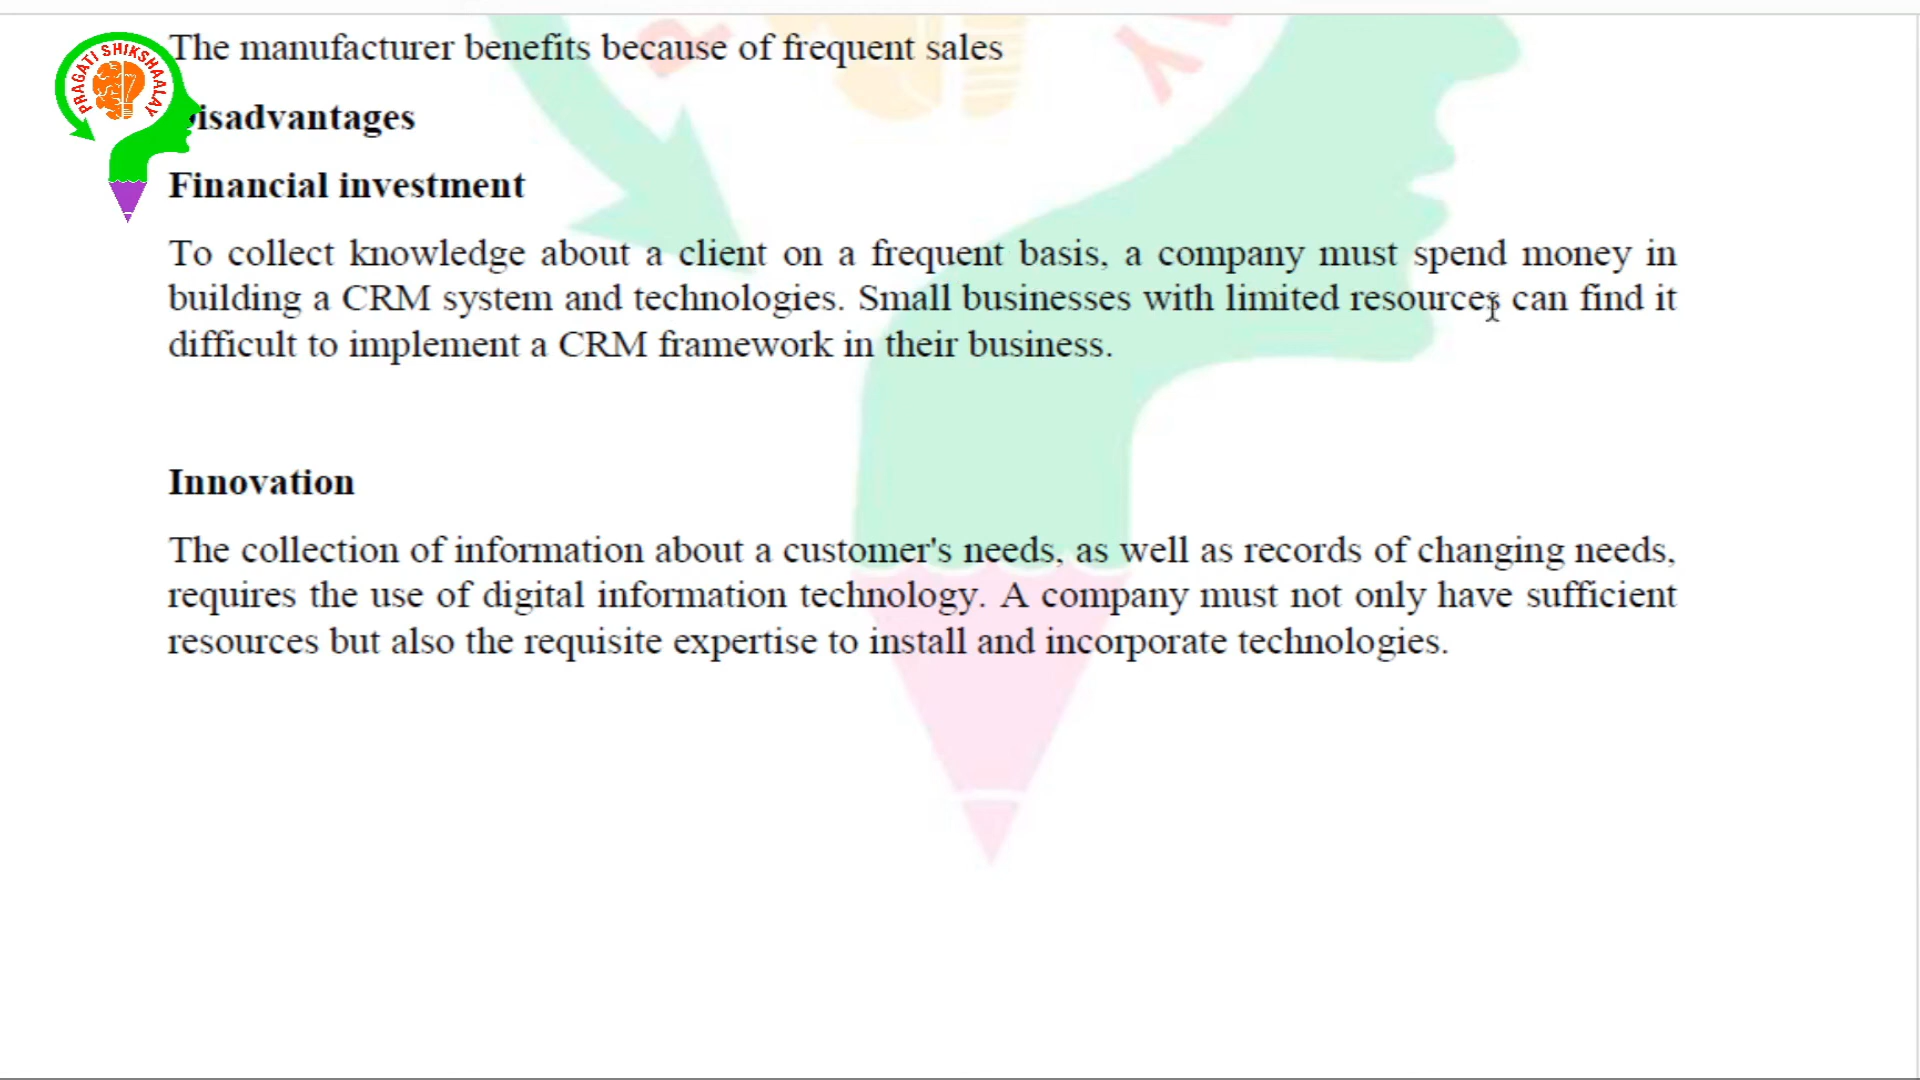 The manufacturer benefits because of frequent sales
PRAGATI SHIKSHAALAY
isadvantages
Financial investment
To collect knowledge about a client on a frequent basis, a company must spend money in
building a CRM system and technologies. Small businesses with limited resources can find it
difficult to implement a CRM framework in their business.
Innovation
The collection of information about a customer's needs, as well as records of changing needs,
requires the use of digital information technology. A company must not only have sufficient
resources but also the requisite expertise to install and incorporate technologies.